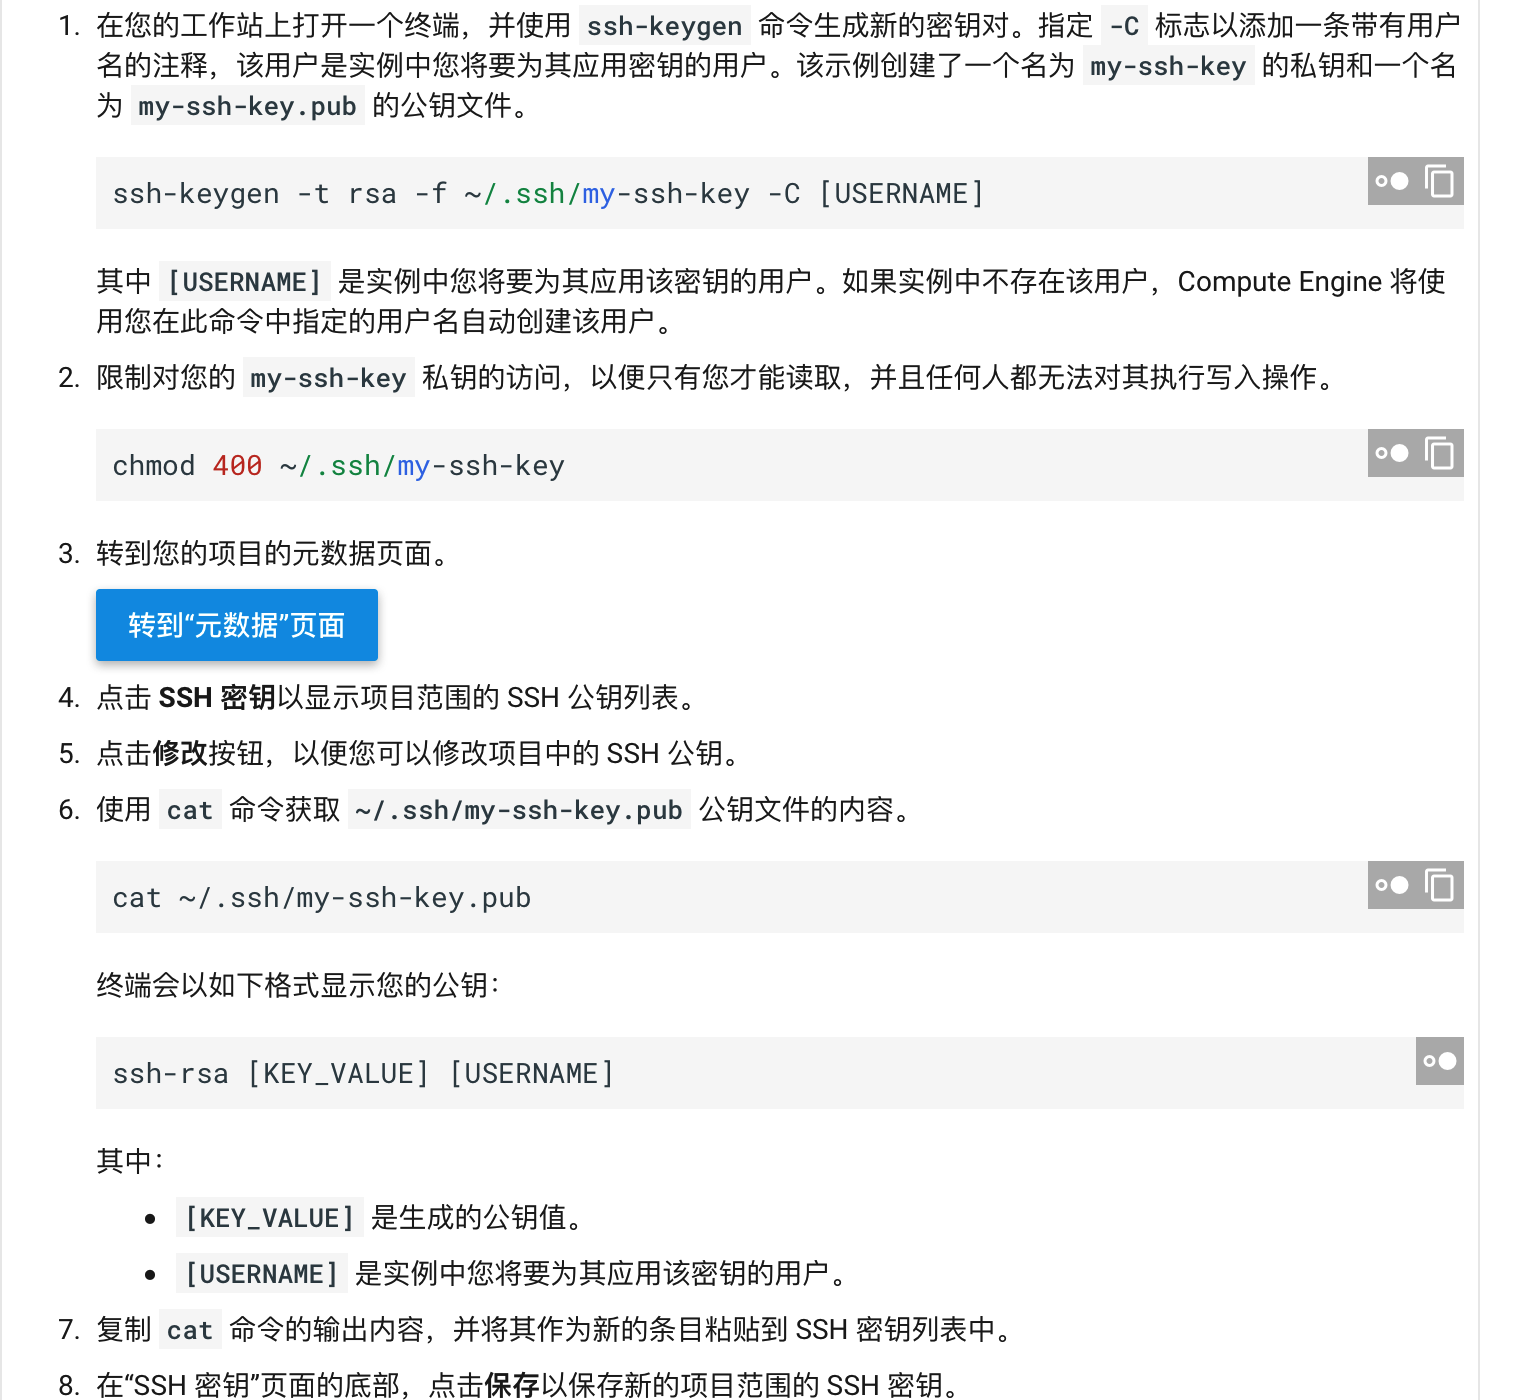 1. 在您的工作站上打开一个终端，并使用 ssh-keygen 命令生成新的密钥对。指定 -C 标志以添加一条带有用户
名的注释，该用户是实例中您将要为其应用密钥的用户。该示例创建了一个名为 my-ssh-key 的私钥和一个名
为 my-ssh-key.pub 的公钥文件。
ssh-keygen -t rsa -f ~/.ssh/my-ssh-key -C [USERNAME]
其中 [USERNAME] 是实例中您将要为其应用该密钥的用户。如果实例中不存在该用户，Compute Engine 将使
用您在此命令中指定的用户名自动创建该用户。
2. 限制对您的 my-ssh-key 私钥的访问，以便只有您才能读取，并且任何人都无法对其执行写入操作。
chmod 400 ~/.ssh/my-ssh-key
3. 转到您的项目的元数据页面。
转到“元数据”页面
4. 点击 SSH 密钥以显示项目范围的 SSH 公钥列表。
5. 点击修改按钮，以便您可以修改项目中的 SSH 公钥。
6. 使用 cat 命令获取 ~/.ssh/my-ssh-key.pub 公钥文件的内容。
cat ~/.ssh/my-ssh-key.pub
终端会以如下格式显示您的公钥：
ssh-rsa [KEY_VALUE] [USERNAME]
其中：
• [KEY_VALUE] 是生成的公钥值。
• [USERNAME] 是实例中您将要为其应用该密钥的用户。
7. 复制 cat 命令的输出内容，并将其作为新的条目粘贴到 SSH 密钥列表中。
8. 在“SSH 密钥”页面的底部，点击保存以保存新的项目范围的 SSH 密钥。